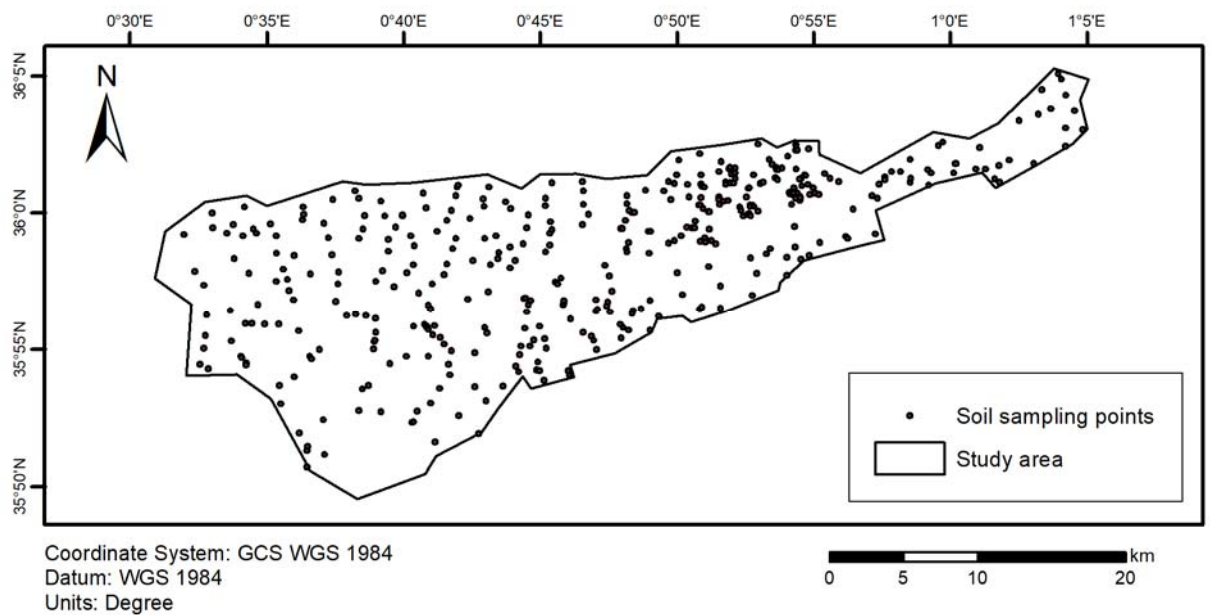 0°30'E 0°35'E 0°40'E 0°45'E 0°50'E 0°55'E 1°0'E 1°5'E
N
36°5'N
36°0'N
35°55'N
35°50'N
Soil sampling points
Study area
Coordinate System: GCS WGS 1984
Datum: WGS 1984
Units: Degree
km
0 5 10 20